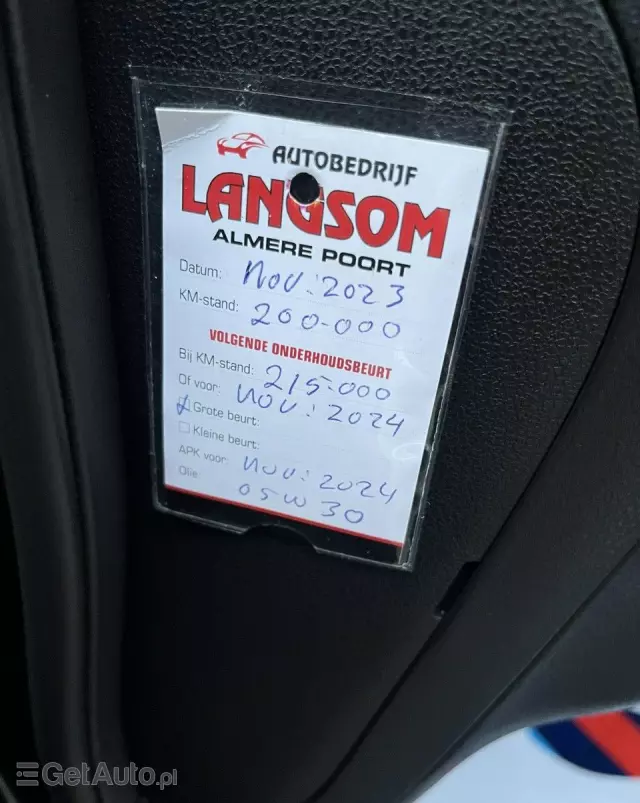 AUTOBEDRIJF
LANGSOM
ALMERE POORT
Datum: nov: 2023
KM-stand: 200-000
VOLGENDE ONDERHOUDSBEURT
Bij KM-stand: 215-000
Of voor: nov: 2024
Grote beurt:
Kleine beurt:
APK voor: nov: 2024
Olie: 05W30
GetAuto.pl